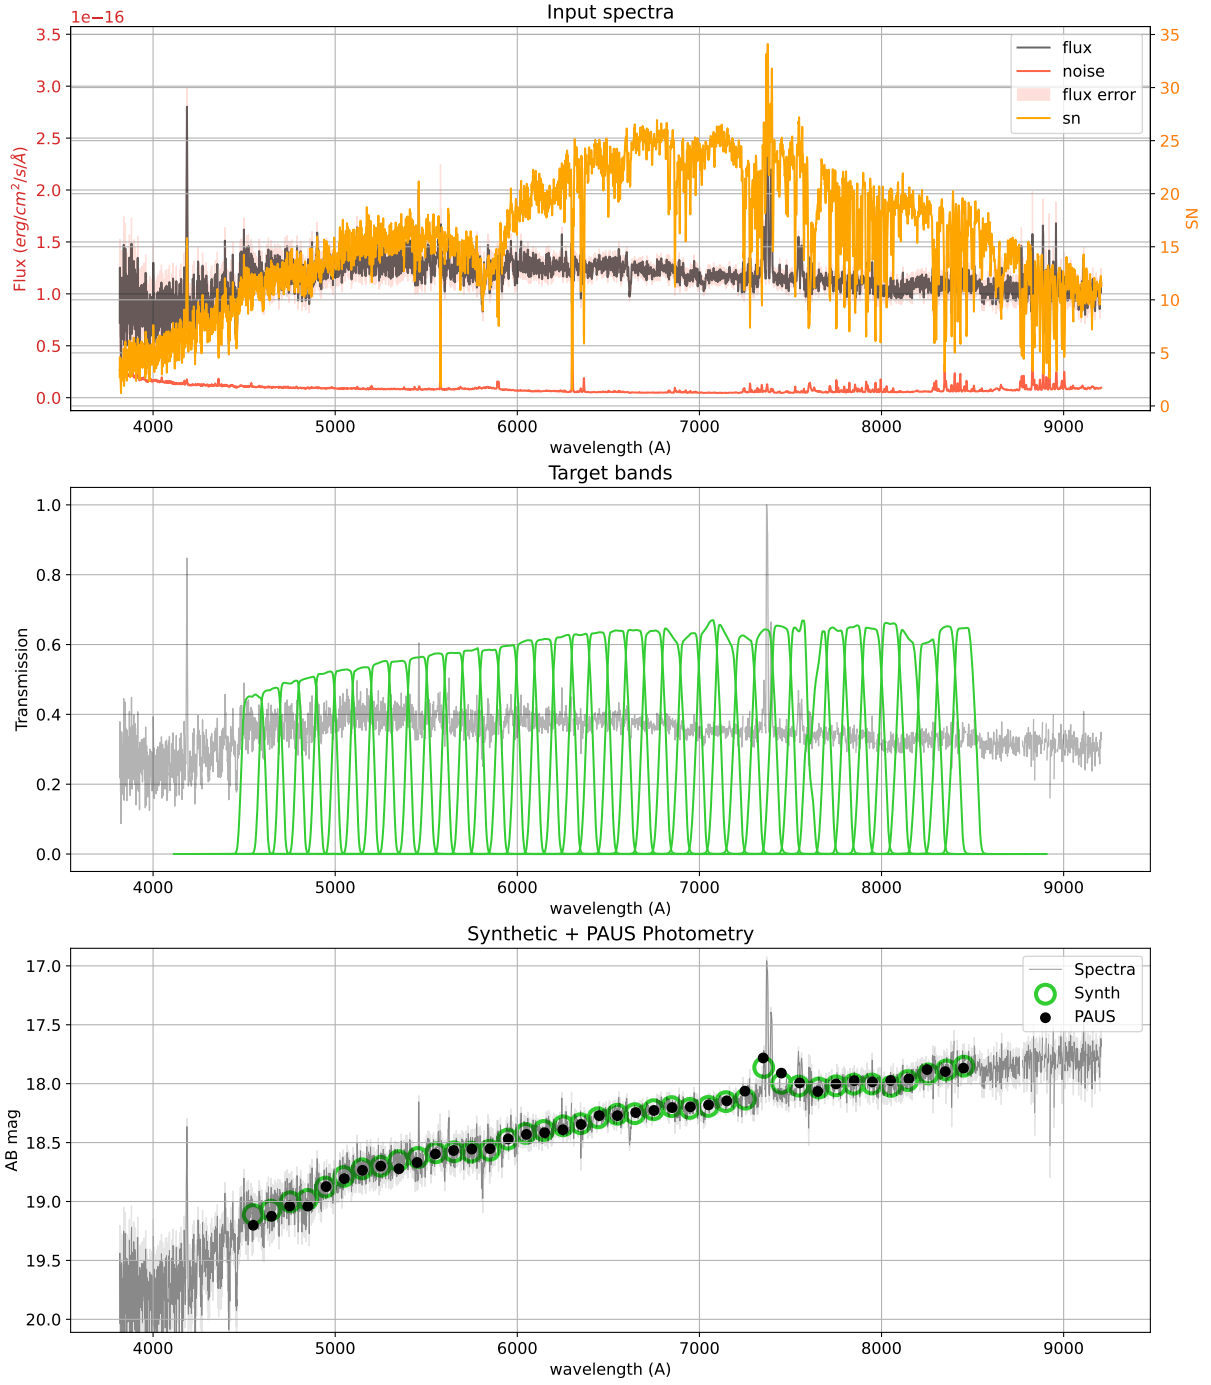 Input spectra
1e−16
3.5
3.0
2.5
2.0
1.5
1.0
0.5
0.0
Flux (erg/cm²/s/Å)
35
30
25
20
15
10
5
0
SN
flux
noise
flux error
sn
4000 5000 6000 7000 8000 9000
wavelength (A)
Target bands
1.0
0.8
0.6
0.4
0.2
0.0
Transmission
4000 5000 6000 7000 8000 9000
wavelength (A)
Synthetic + PAUS Photometry
17.0
17.5
18.0
18.5
19.0
19.5
20.0
AB mag
Spectra
Synth
PAUS
4000 5000 6000 7000 8000 9000
wavelength (A)